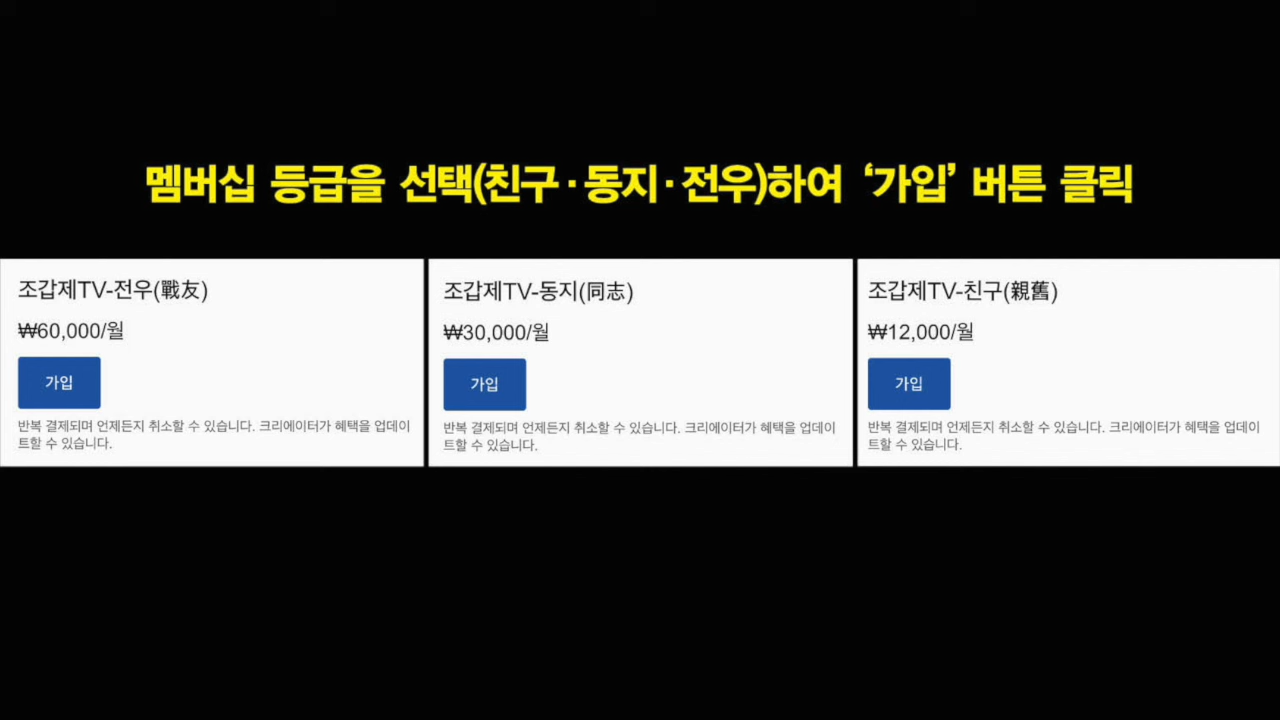 멤버십 등급을 선택(친구·동지·전우)하여 ‘가입’ 버튼 클릭
조갑제TV-전우(戰友)
₩60,000/월
가입
반복 결제되며 언제든지 취소할 수 있습니다. 크리에이터가 혜택을 업데이
트할 수 있습니다.
조갑제TV-동지(同志)
₩30,000/월
가입
반복 결제되며 언제든지 취소할 수 있습니다. 크리에이터가 혜택을 업데이
트할 수 있습니다.
조갑제TV-친구(親舊)
₩12,000/월
가입
반복 결제되며 언제든지 취소할 수 있습니다. 크리에이터가 혜택을 업데이
트할 수 있습니다.